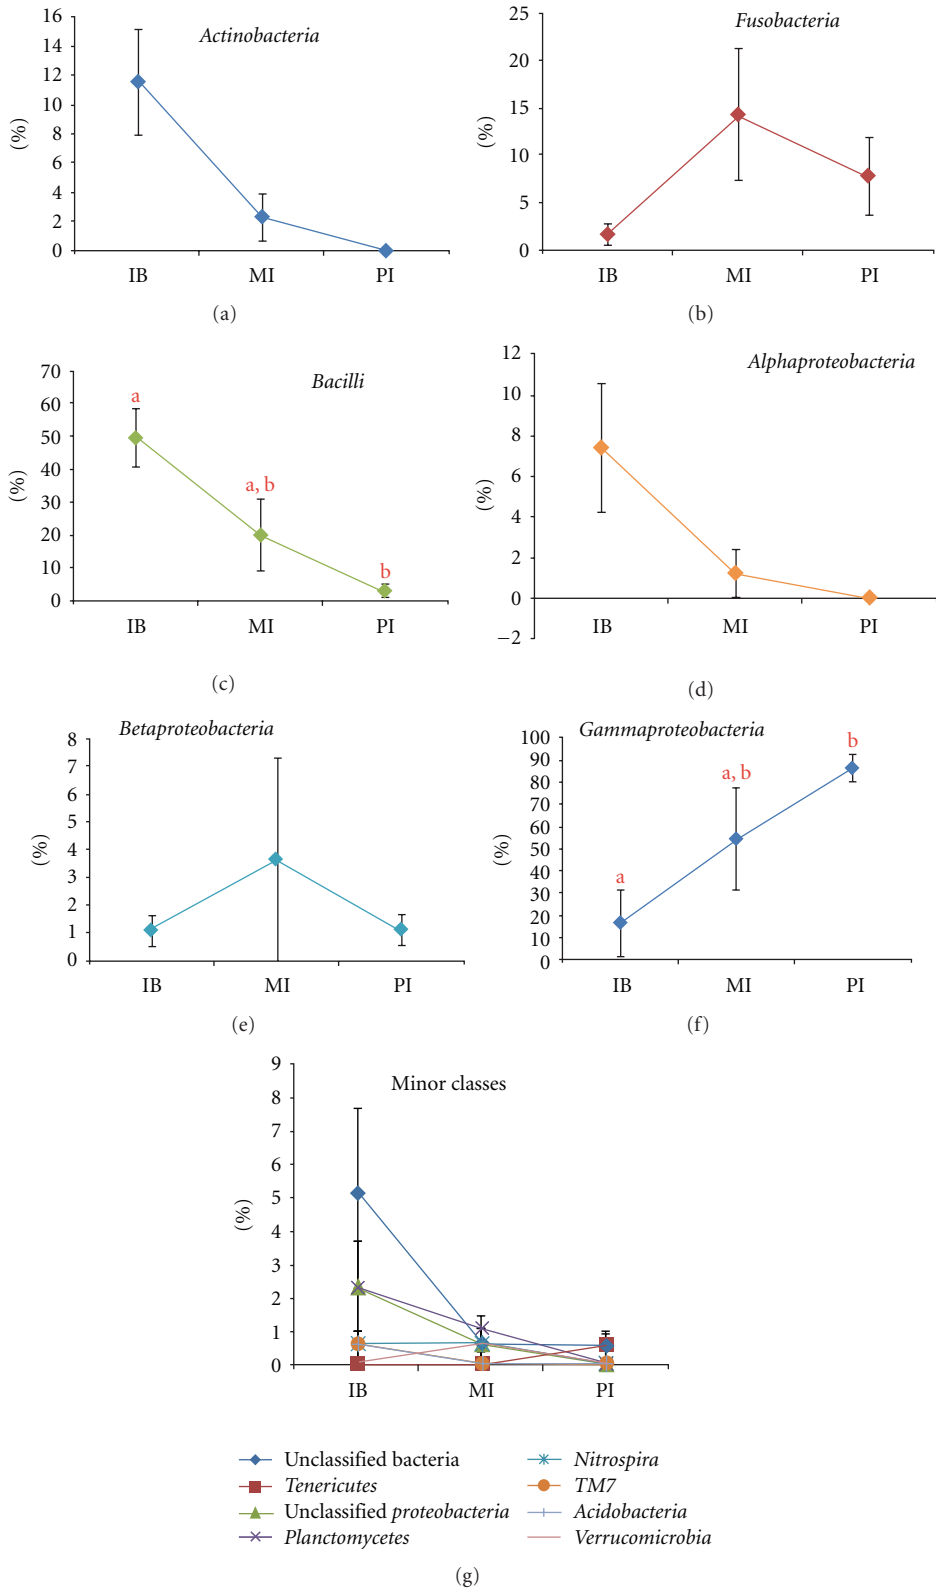 Actinobacteria
16
14
12
10
8
6
4
2
0
(%)
IB MI PI
(a)
Fusobacteria
25
20
15
10
5
0
(%)
IB MI PI
(b)
Bacilli
70
60
50
40
30
20
10
0
(%)
a
a, b
b
IB MI PI
(c)
Alphaproteobacteria
12
10
8
6
4
2
0
−2
(%)
IB MI PI
(d)
Betaproteobacteria
8
7
6
5
4
3
2
1
0
(%)
IB MI PI
(e)
Gammaproteobacteria
100
90
80
70
60
50
40
30
20
10
0
(%)
a
a, b
b
IB MI PI
(f)
Minor classes
9
8
7
6
5
4
3
2
1
0
(%)
IB MI PI
Unclassified bacteria
Tenericutes
Unclassified proteobacteria
Planctomycetes
Nitrospira
TM7
Acidobacteria
Verrucomicrobia
(g)